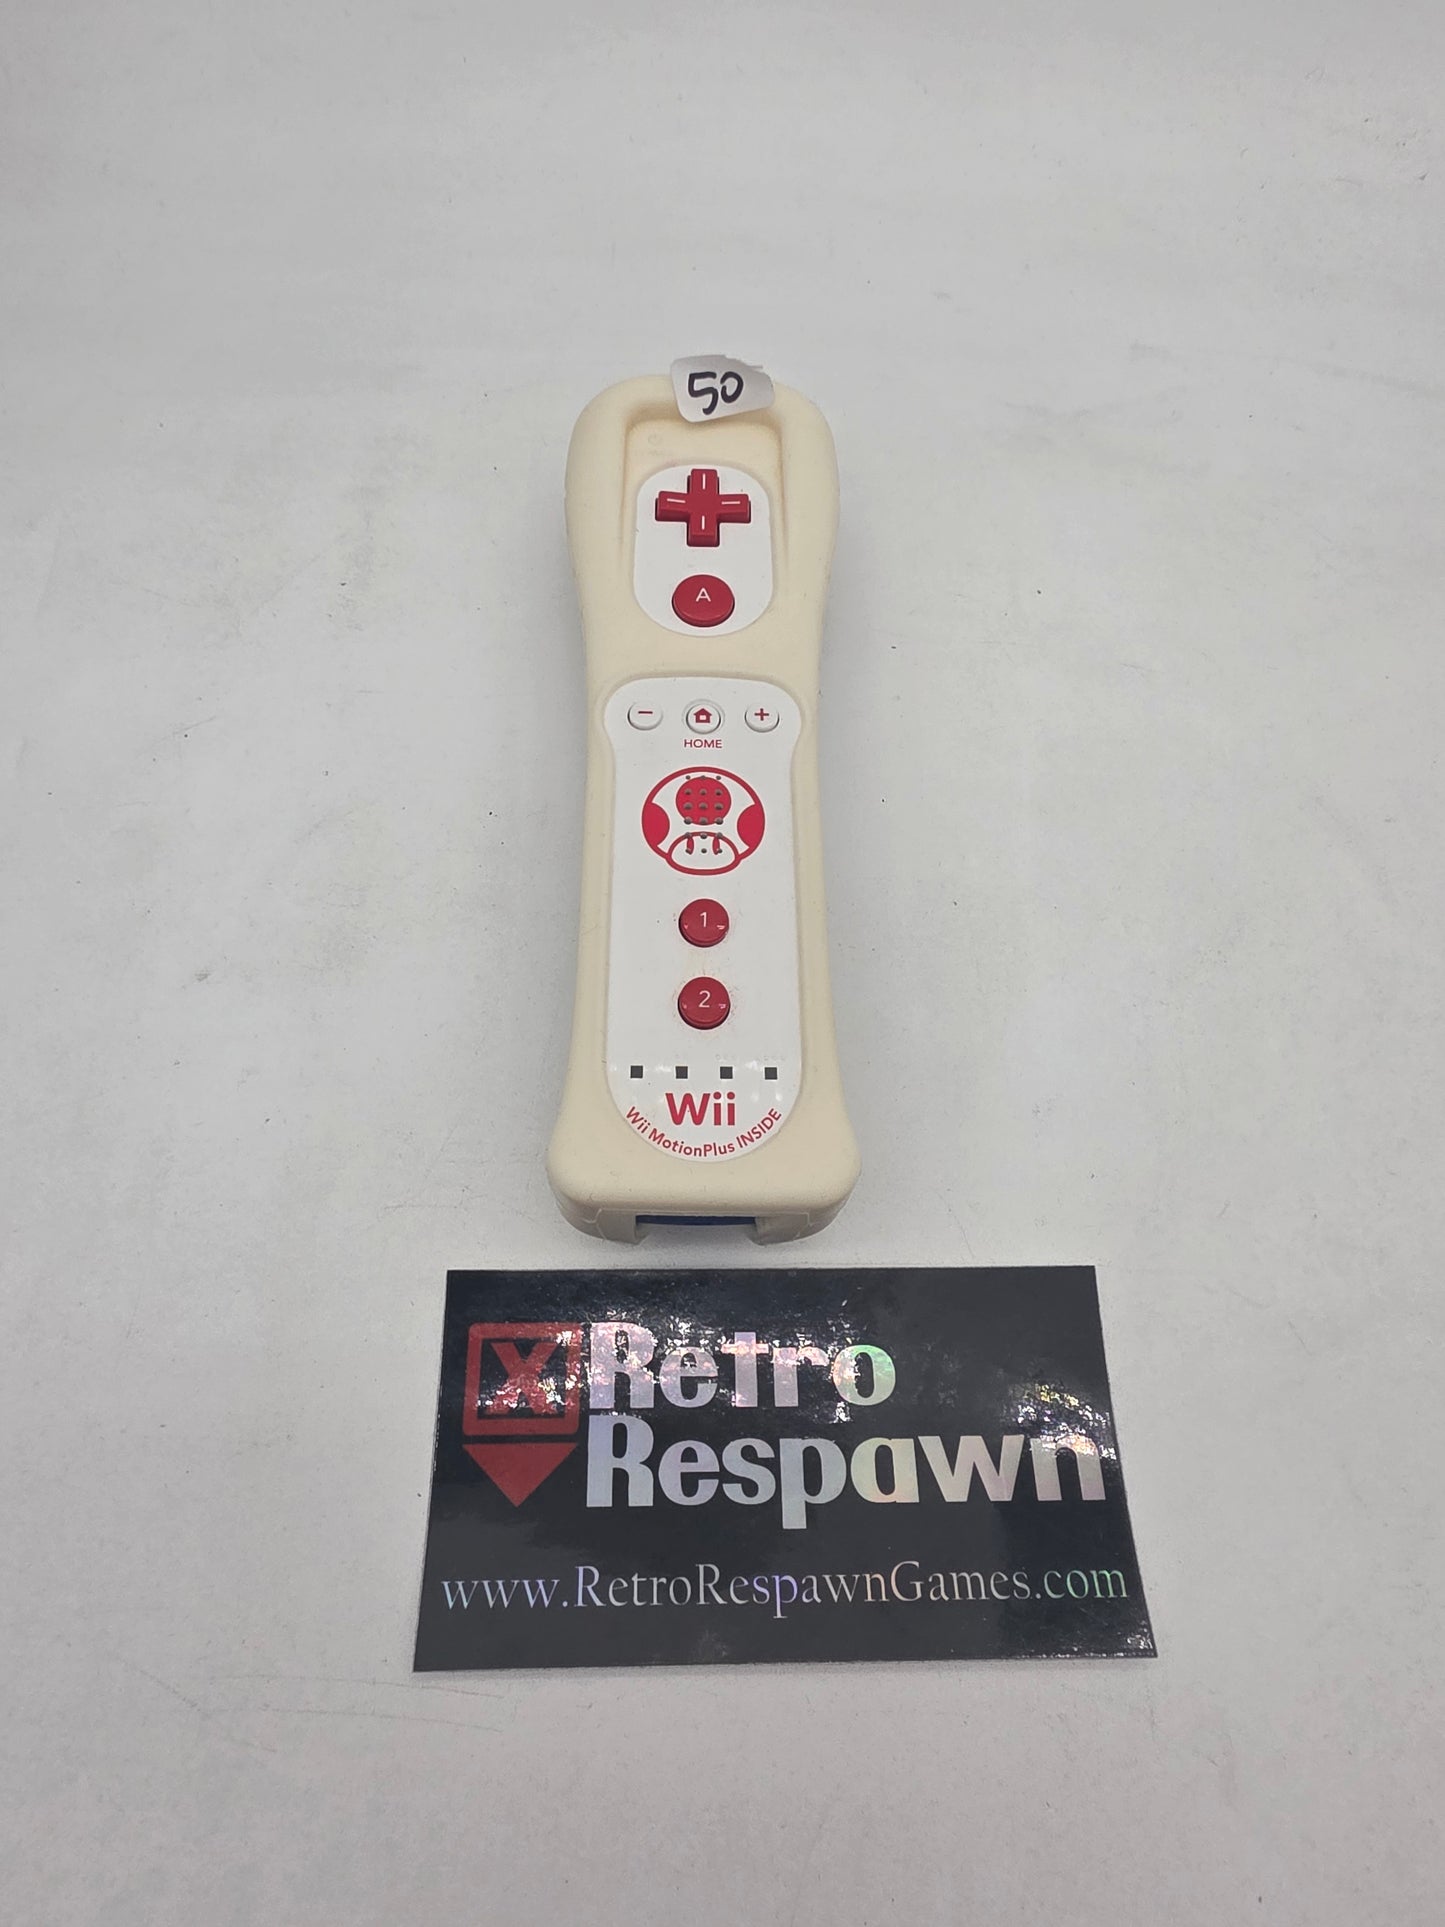 50
A
HOME
1
2
Wii
Wii MotionPlus INSIDE
X Retro
Respawn
www.RetroRespawnGames.com